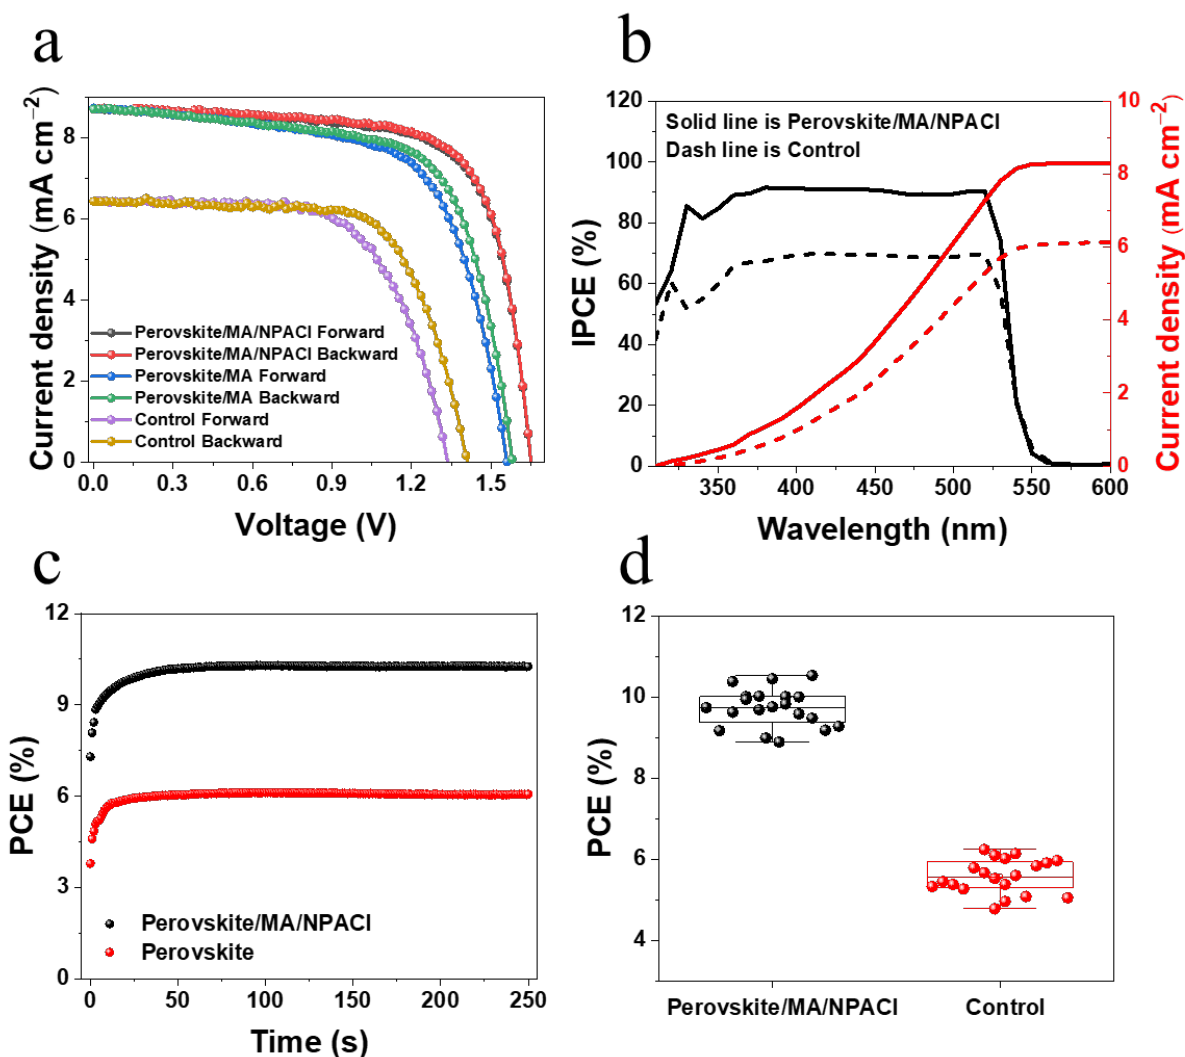 a
Current density (mA cm−2)
8
6
4
2
0
0.0 0.3 0.6 0.9 1.2 1.5
Voltage (V)
Perovskite/MA/NPACl Forward
Perovskite/MA/NPACl Backward
Perovskite/MA Forward
Perovskite/MA Backward
Control Forward
Control Backward
b
IPCE (%)
120
100
80
60
40
20
0
Solid line is Perovskite/MA/NPACl
Dash line is Control
350 400 450 500 550 600
Wavelength (nm)
10
8
6
4
2
0
Current density (mA cm−2)
c
PCE (%)
12
9
6
3
0
Perovskite/MA/NPACl
Perovskite
0 50 100 150 200 250
Time (s)
d
PCE (%)
12
10
8
6
4
Perovskite/MA/NPACl Control